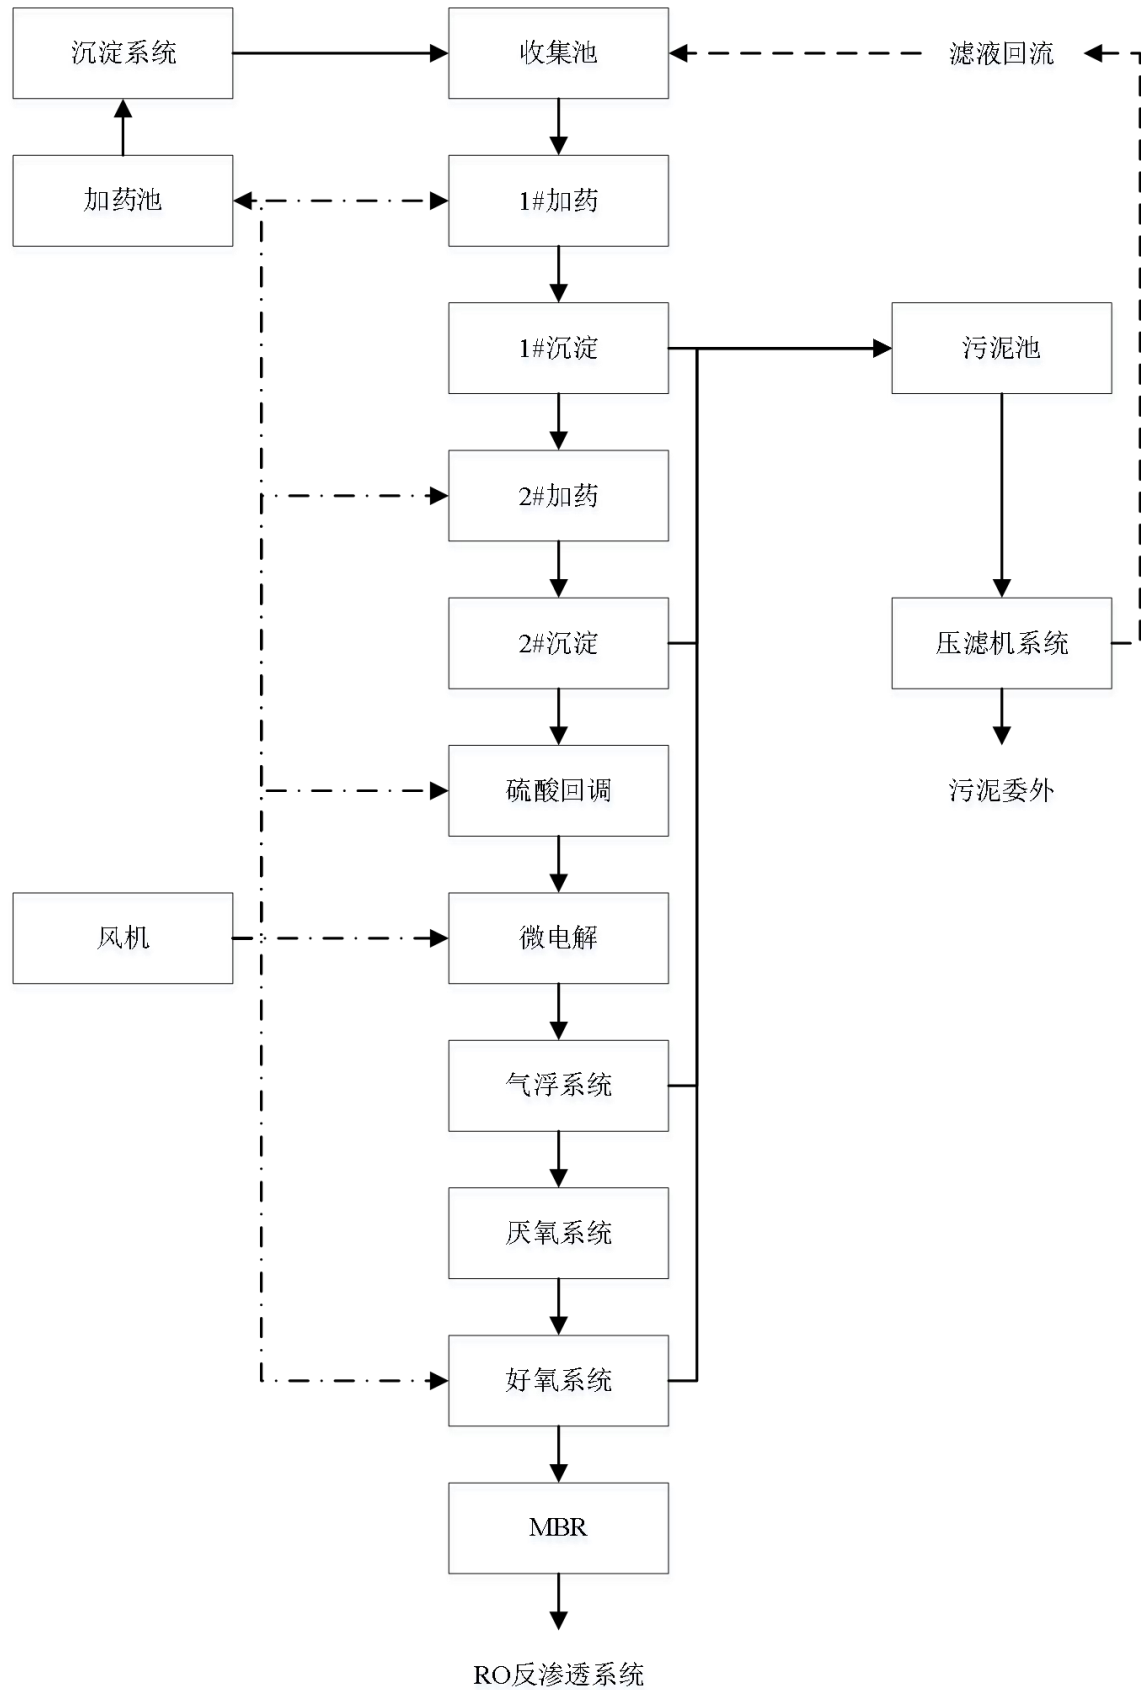 沉淀系统
收集池
滤液回流
加药池
1#加药
1#沉淀
污泥池
2#加药
2#沉淀
压滤机系统
硫酸回调
污泥委外
风机
微电解
气浮系统
厌氧系统
好氧系统
MBR
RO反渗透系统